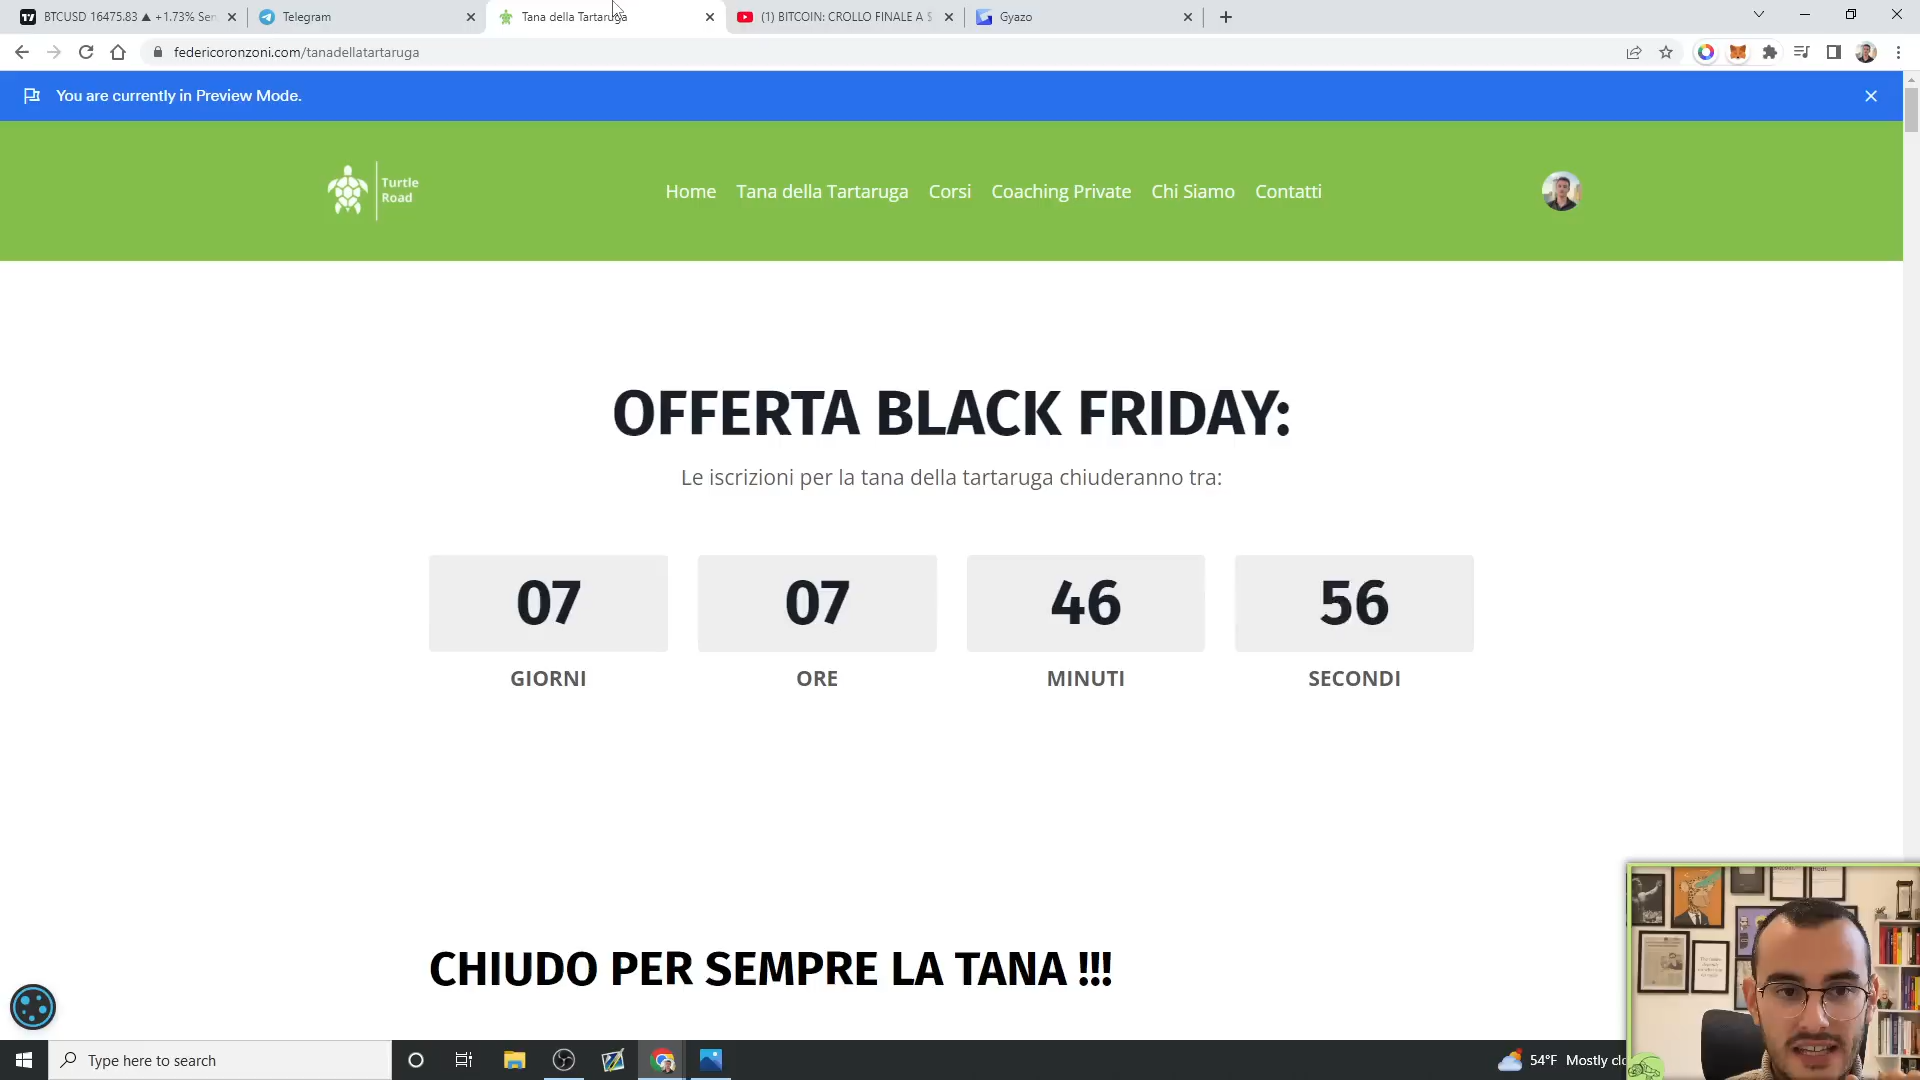 BTCUSD 16475.83 ▲ +1.73% Sen
Telegram
Tana della Tartaruga
(1) BITCOIN: CROLLO FINALE A $
Gyazo
federicoronzoni.com/tanadellatartaruga
You are currently in Preview Mode.
Turtle
Road
Home
Tana della Tartaruga
Corsi
Coaching Private
Chi Siamo
Contatti
OFFERTA BLACK FRIDAY:
Le iscrizioni per la tana della tartaruga chiuderanno tra:
07
07
46
56
GIORNI
ORE
MINUTI
SECONDI
CHIUDO PER SEMPRE LA TANA !!!
Type here to search
54°F Mostly clo